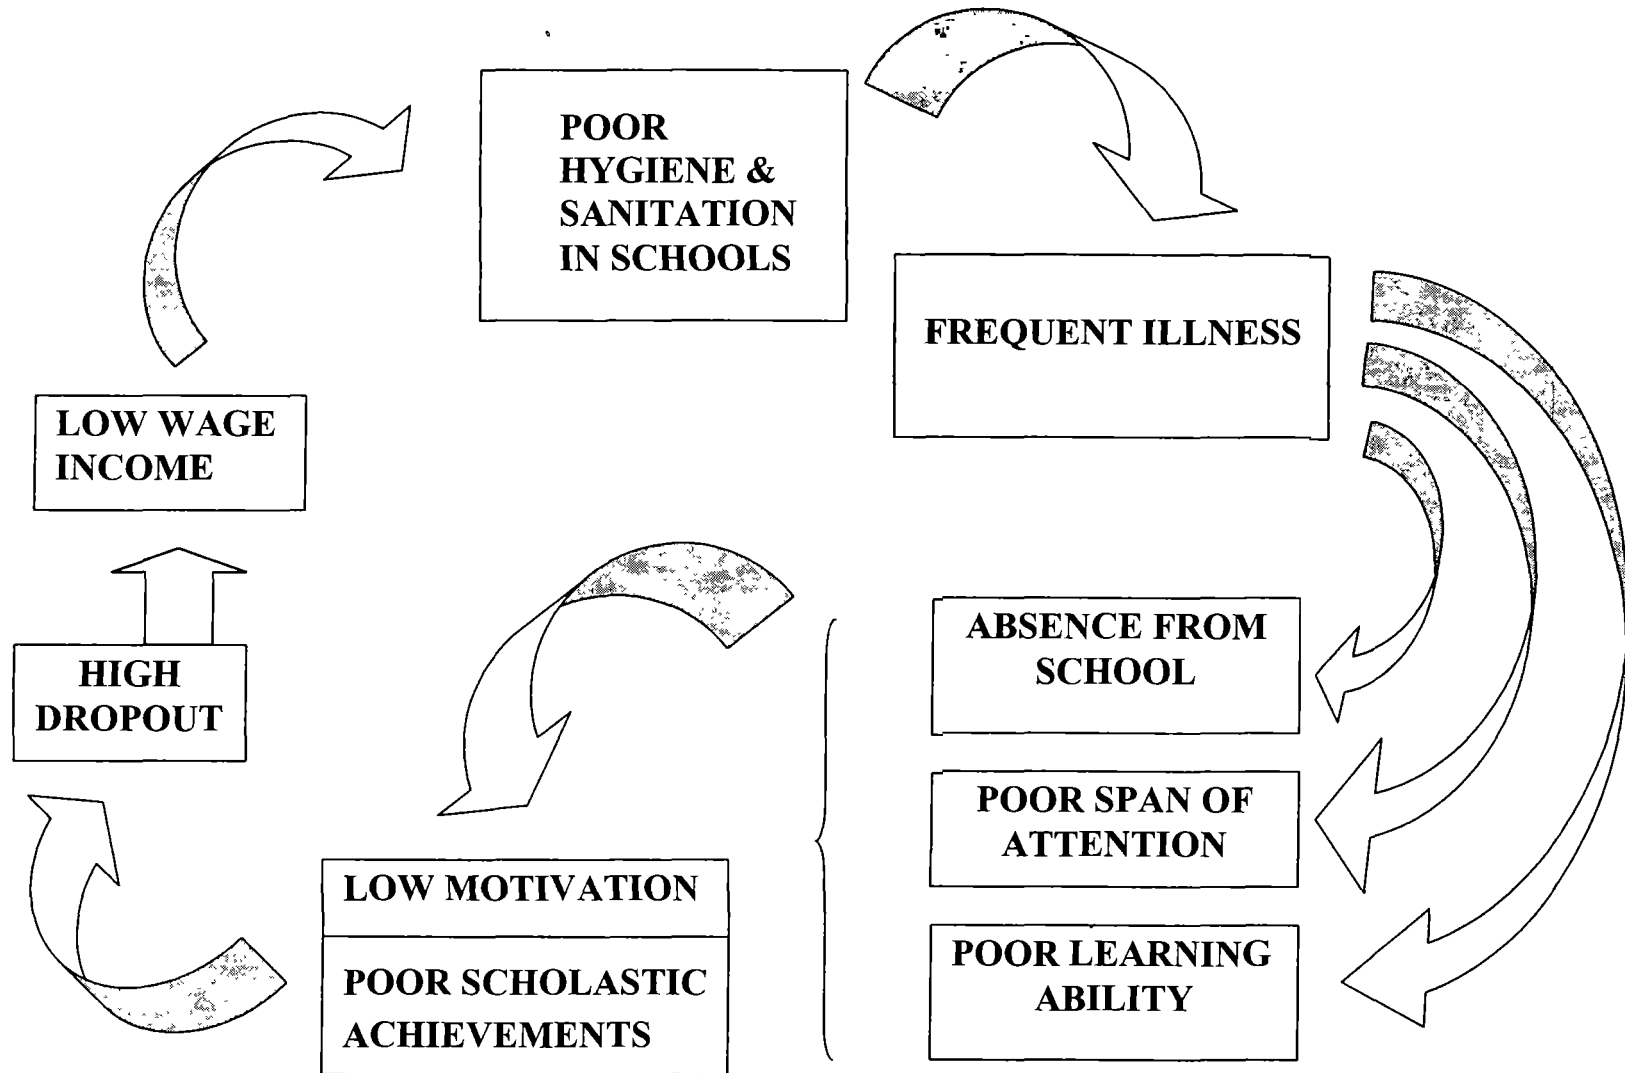 POOR
HYGIENE &
SANITATION
IN SCHOOLS
FREQUENT ILLNESS
LOW WAGE
INCOME
ABSENCE FROM
SCHOOL
HIGH
DROPOUT
POOR SPAN OF
ATTENTION
LOW MOTIVATION
POOR LEARNING
ABILITY
POOR SCHOLASTIC
ACHIEVEMENTS